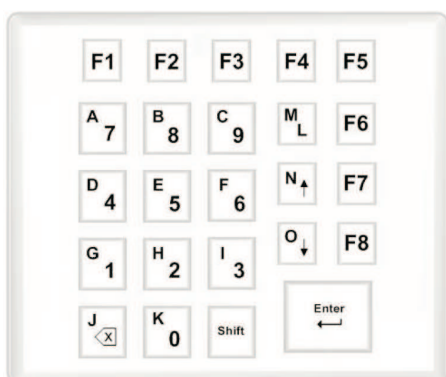 F1 F2 F3 F4 F5
A 7 B 8 C 9 M L F6
D 4 E 5 F 6 N ↑ F7
G 1 H 2 I 3 O ↓ F8
J X K 0 Shift Enter